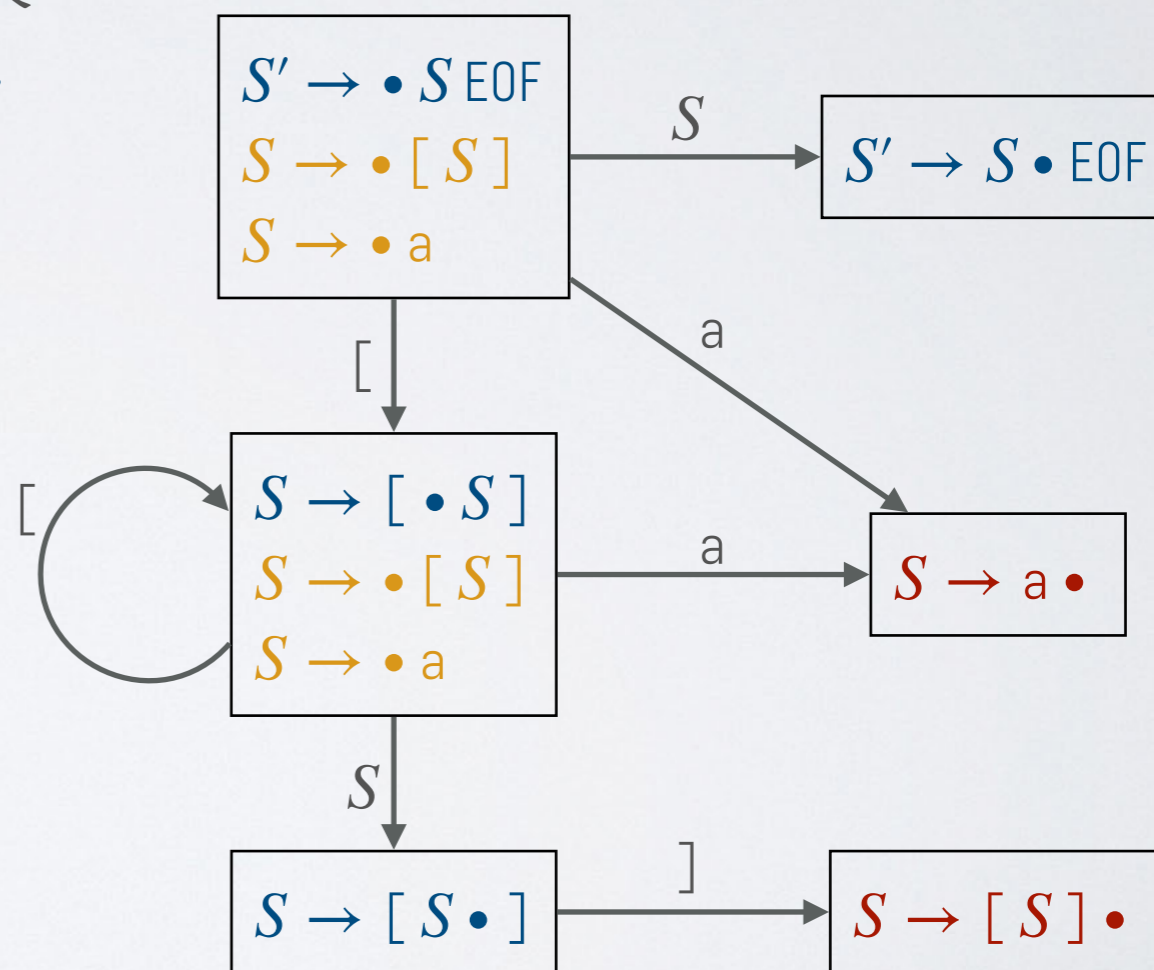 S′ → • S EOF
S → • [ S ]
S → • a
S
S′ → S • EOF
[
a
[
S → [ • S ]
S → • [ S ]
S → • a
a
S → a •
S
S → [ S • ]
]
S → [ S ] •